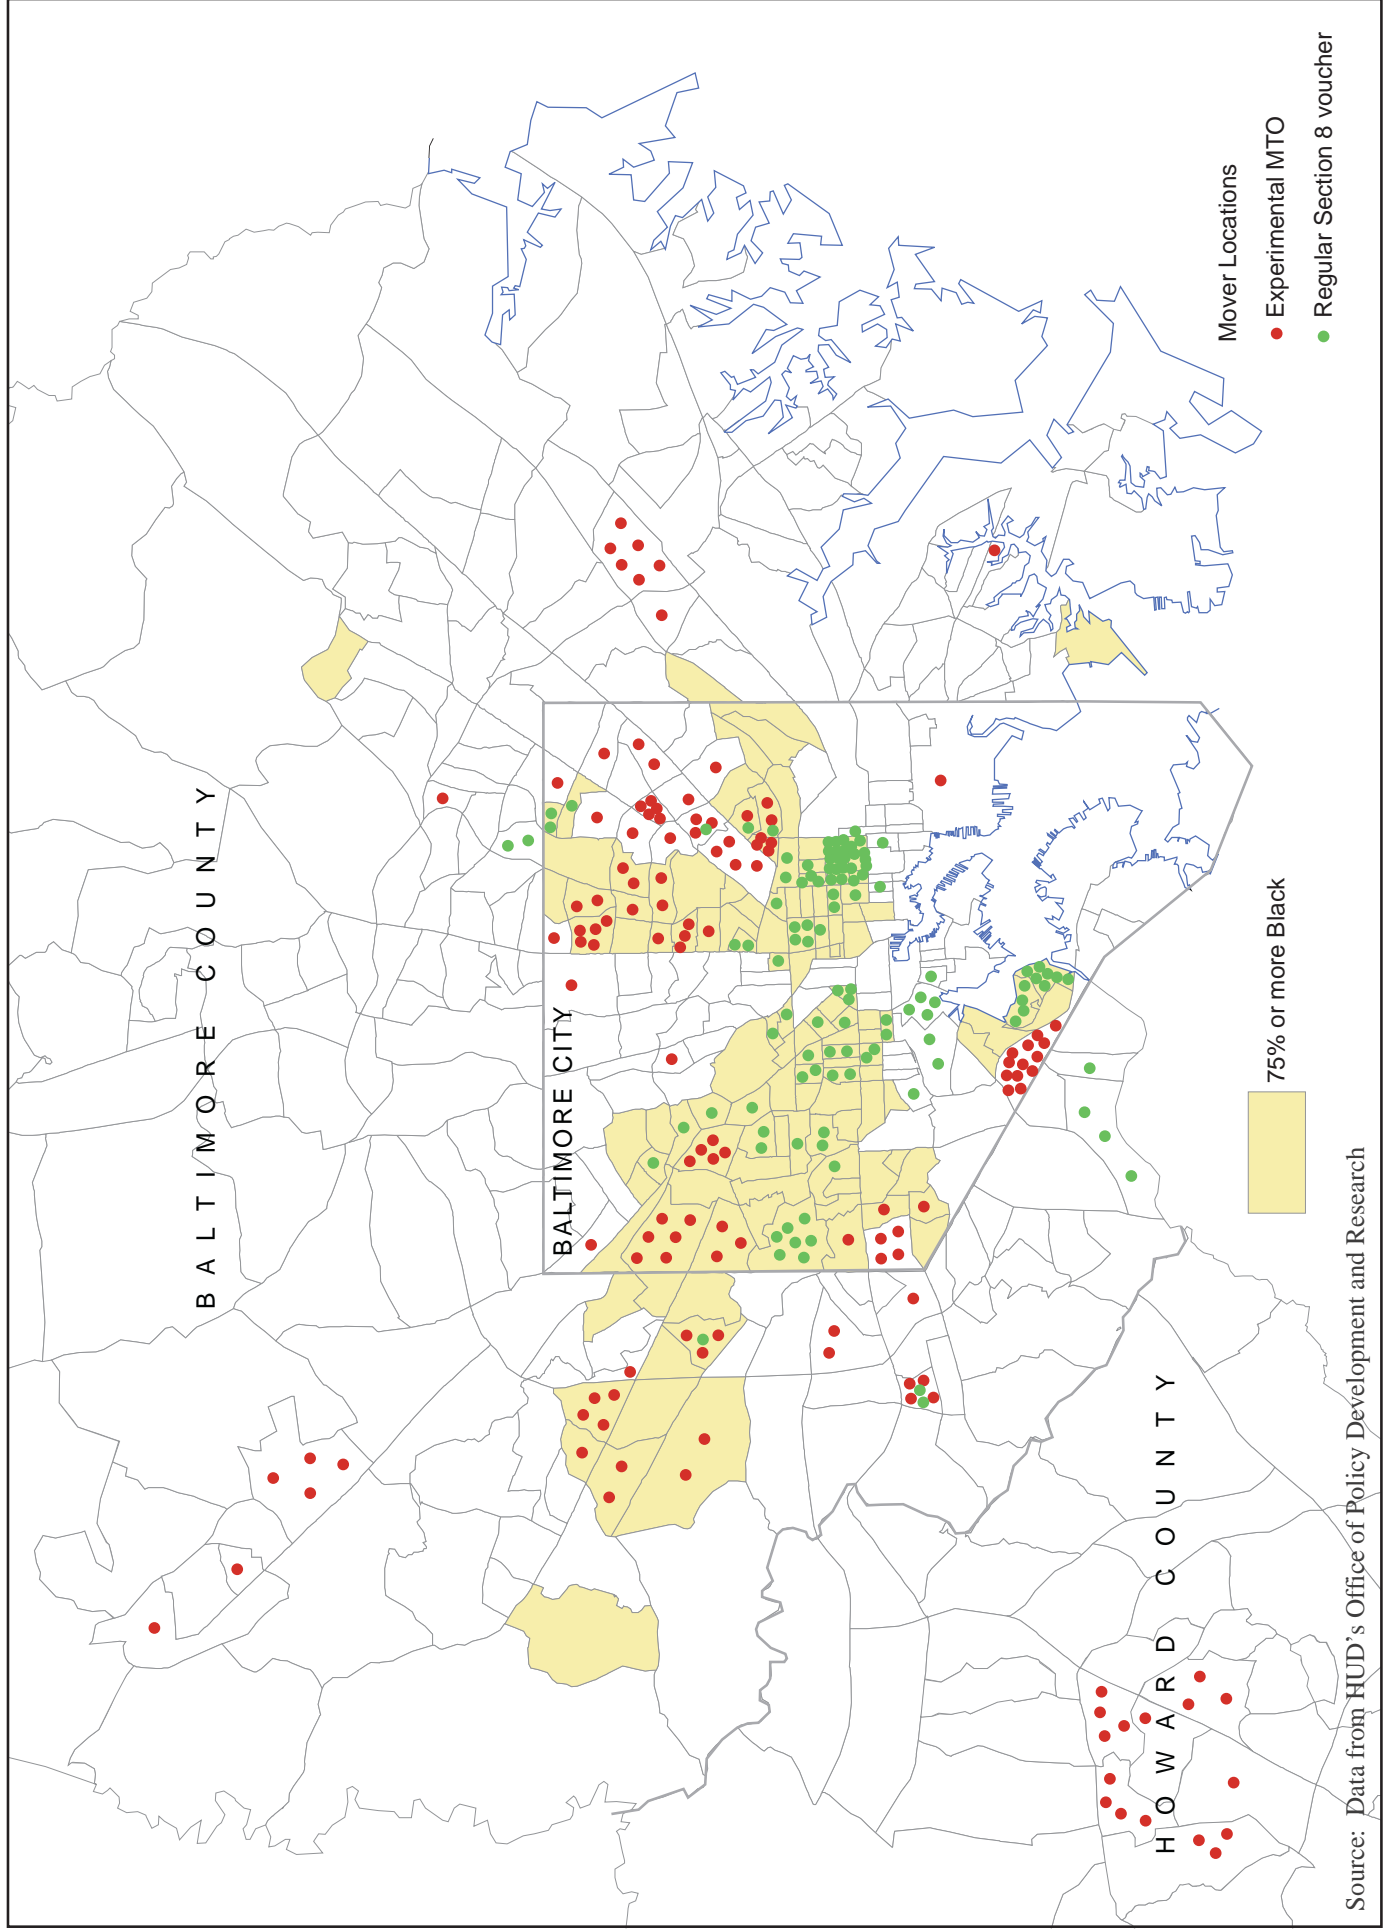 BALTIMORE COUNTY
BALTIMORE CITY
HOWARD COUNTY
Mover Locations
Experimental MTO
Regular Section 8 voucher
75% or more Black
Source: Data from HUD’s Office of Policy Development and Research